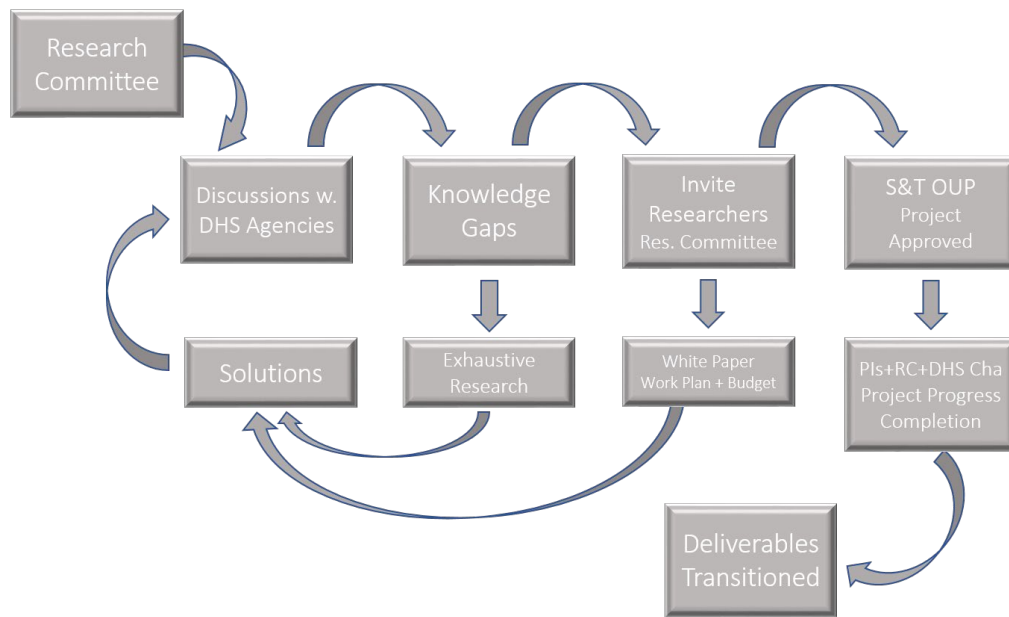 Research
Committee
Discussions w.
DHS Agencies
Knowledge
Gaps
Invite
Researchers
Res. Committee
S&T OUP
Project
Approved
Solutions
Exhaustive
Research
White Paper
Work Plan + Budget
PIs+RC+DHS Cha
Project Progress
Completion
Deliverables
Transitioned